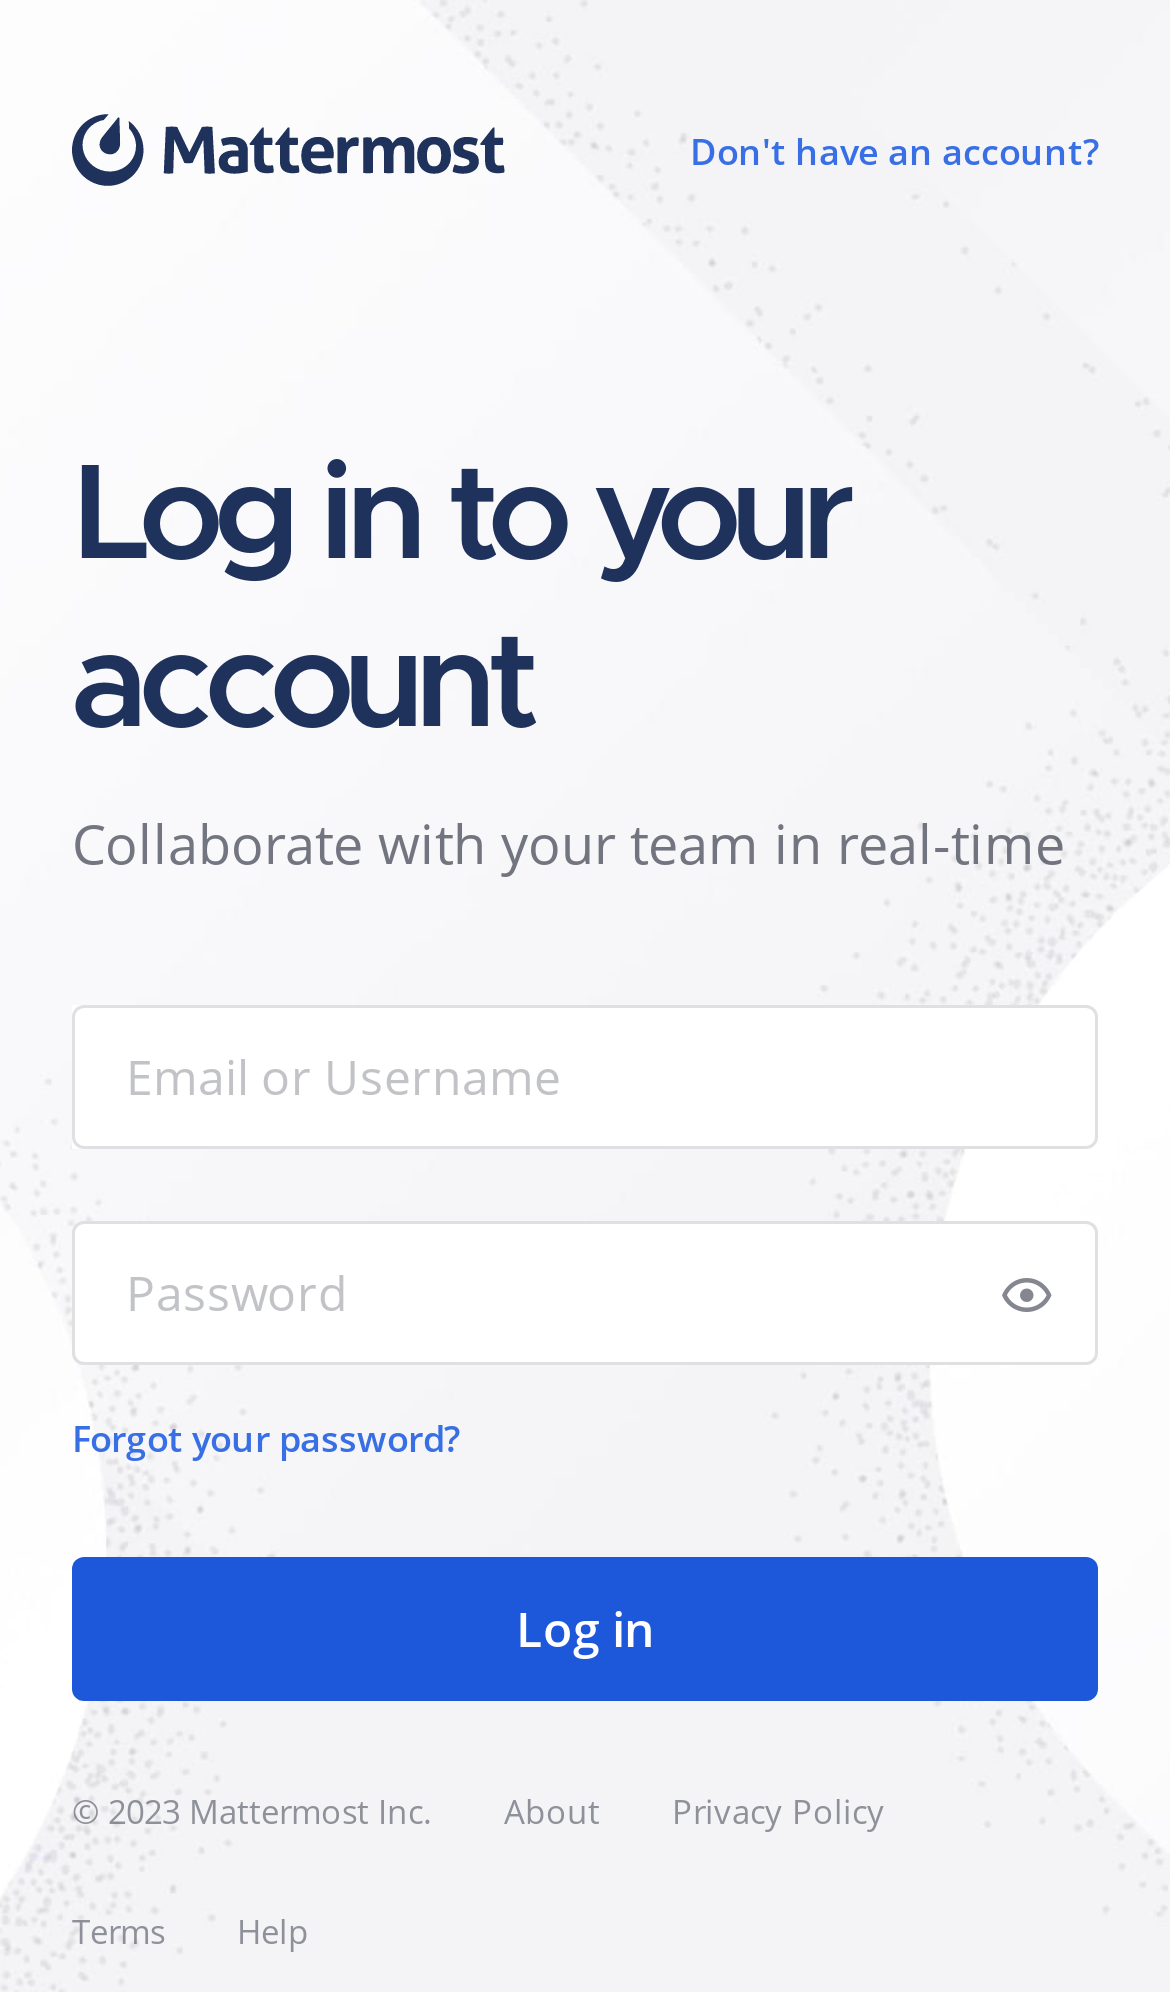 Mattermost
Don't have an account?
Log in to your
account
Collaborate with your team in real-time
Email or Username
Password
Forgot your password?
Log in
© 2023 Mattermost Inc. About Privacy Policy
Terms Help